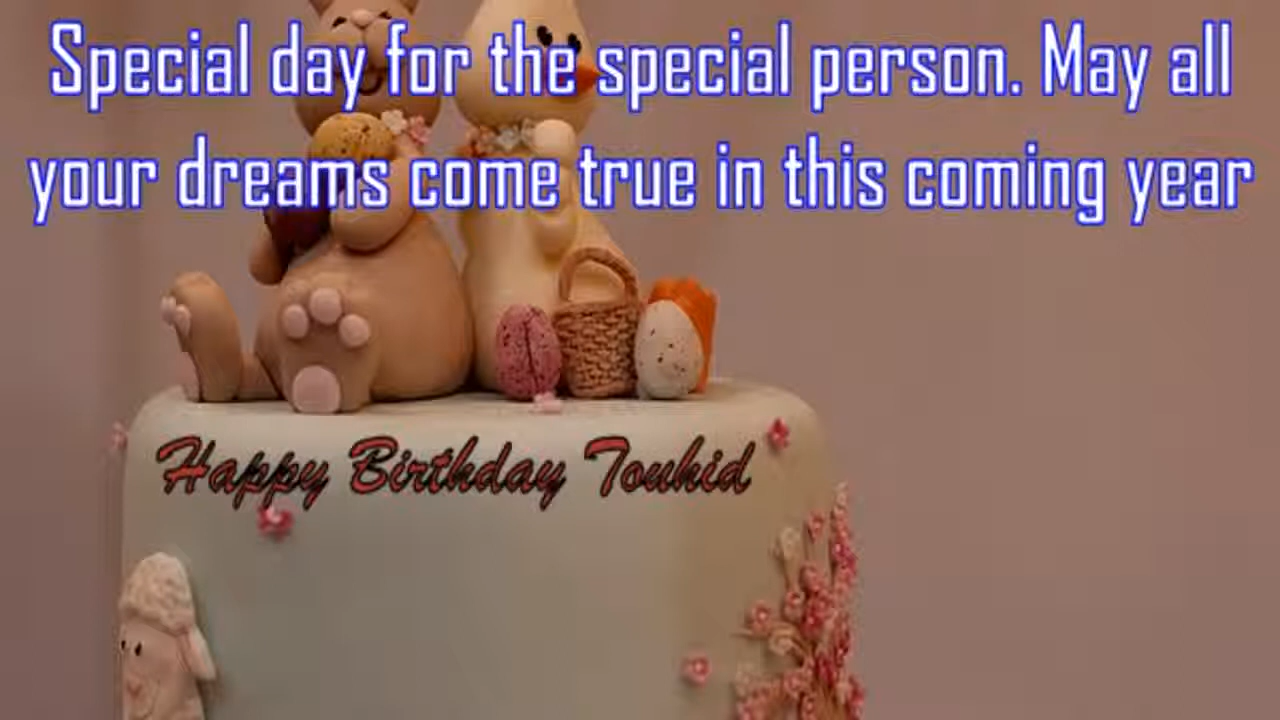 Special day for the special person. May all
your dreams come true in this coming year
Happy Birthday Touhid